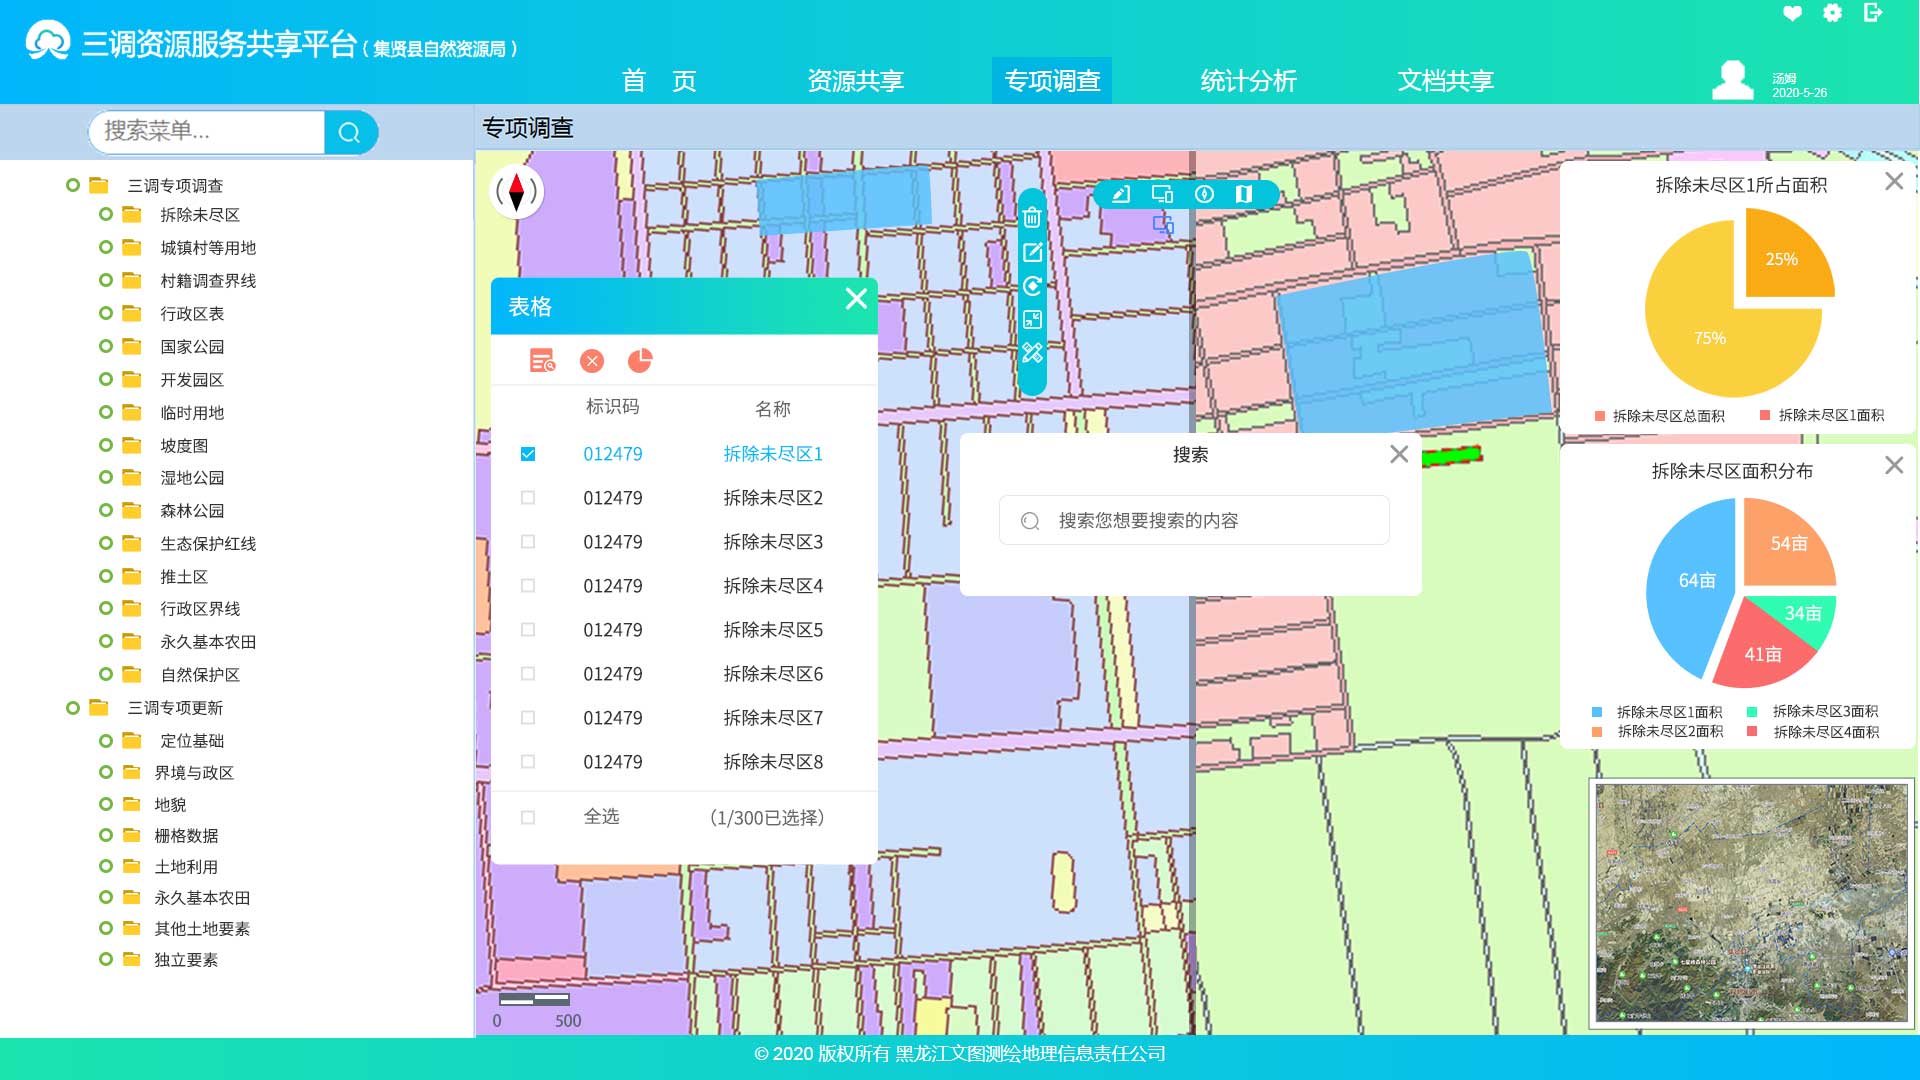 三调资源服务共享平台（集贤县自然资源局）
首 页
资源共享
专项调查
统计分析
文档共享
汤姆
2020-5-26
搜索菜单...
专项调查
三调专项调查
拆除未尽区
城镇村等用地
村籍调查界线
行政区表
国家公园
开发园区
临时用地
坡度图
湿地公园
森林公园
生态保护红线
推土区
行政区界线
永久基本农田
自然保护区
三调专项更新
定位基础
界境与政区
地貌
栅格数据
土地利用
永久基本农田
其他土地要素
独立要素
表格
标识码 名称
012479 拆除未尽区1
012479 拆除未尽区2
012479 拆除未尽区3
012479 拆除未尽区4
012479 拆除未尽区5
012479 拆除未尽区6
012479 拆除未尽区7
012479 拆除未尽区8
全选 （1/300已选择）
0 500
搜索
搜索您想要搜索的内容
拆除未尽区1所占面积
25%
75%
拆除未尽区总面积 拆除未尽区1面积
拆除未尽区面积分布
54亩
64亩
34亩
41亩
拆除未尽区1面积 拆除未尽区3面积
拆除未尽区2面积 拆除未尽区4面积
© 2020 版权所有 黑龙江文图测绘地理信息责任公司